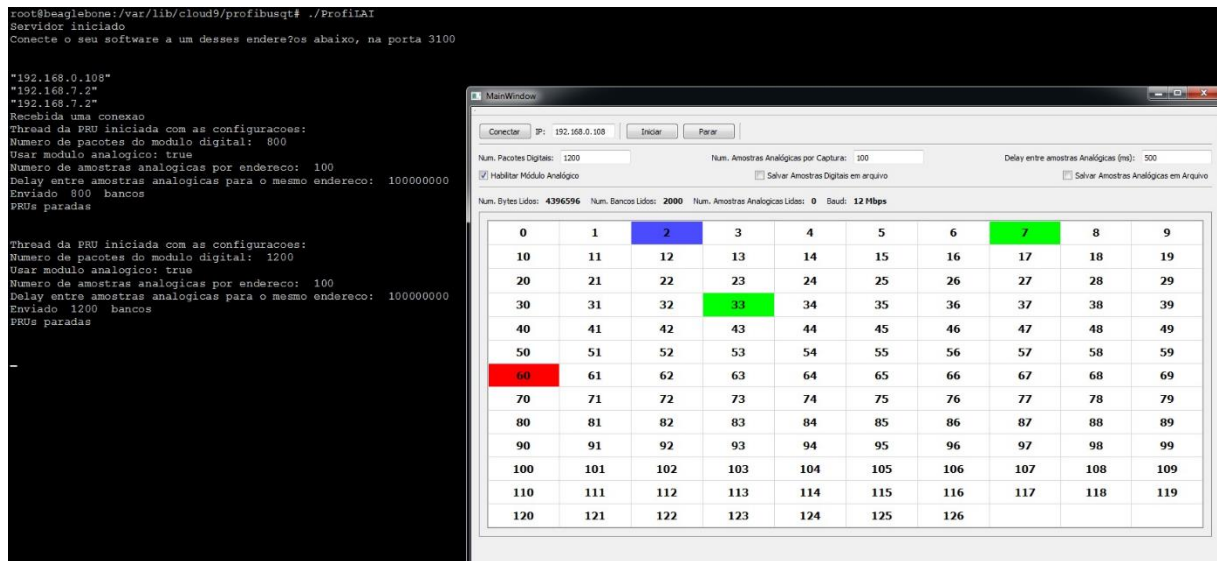 root@beaglebone:/var/lib/cloud9/profibusqt# ./ProfiLAI
Servidor iniciado
Conecte o seu software a um desses endere?os abaixo, na porta 3100
"192.168.0.108"
"192.168.7.2"
"192.168.7.2"
Recebida uma conexao
Thread da PRU iniciada com as configuracoes:
Numero de pacotes do modulo digital: 800
Usar modulo analogico: true
Numero de amostras analogicas por endereco: 100
Delay entre amostras analogicas para o mesmo endereco: 100000000
Enviado 800 bancos
PRUs paradas
Thread da PRU iniciada com as configuracoes:
Numero de pacotes do modulo digital: 1200
Usar modulo analogico: true
Numero de amostras analogicas por endereco: 100
Delay entre amostras analogicas para o mesmo endereco: 100000000
Enviado 1200 bancos
PRUs paradas
MainWindow
Conectar IP: 192.168.0.108 Iniciar Parar
Num. Pacotes Digitais: 1200 Num. Amostras Analógicas por Captura: 100 Delay entre amostras Analógicas (ms): 500
Habilitar Módulo Analógico Salvar Amostras Digitais em arquivo Salvar Amostras Analógicas em Arquivo
Num. Bytes Lidos: 4396596 Num. Bancos Lidos: 2000 Num. Amostras Analogicas Lidas: 0 Baud: 12 Mbps
0 1 2 3 4 5 6 7 8 9
10 11 12 13 14 15 16 17 18 19
20 21 22 23 24 25 26 27 28 29
30 31 32 33 34 35 36 37 38 39
40 41 42 43 44 45 46 47 48 49
50 51 52 53 54 55 56 57 58 59
60 61 62 63 64 65 66 67 68 69
70 71 72 73 74 75 76 77 78 79
80 81 82 83 84 85 86 87 88 89
90 91 92 93 94 95 96 97 98 99
100 101 102 103 104 105 106 107 108 109
110 111 112 113 114 115 116 117 118 119
120 121 122 123 124 125 126